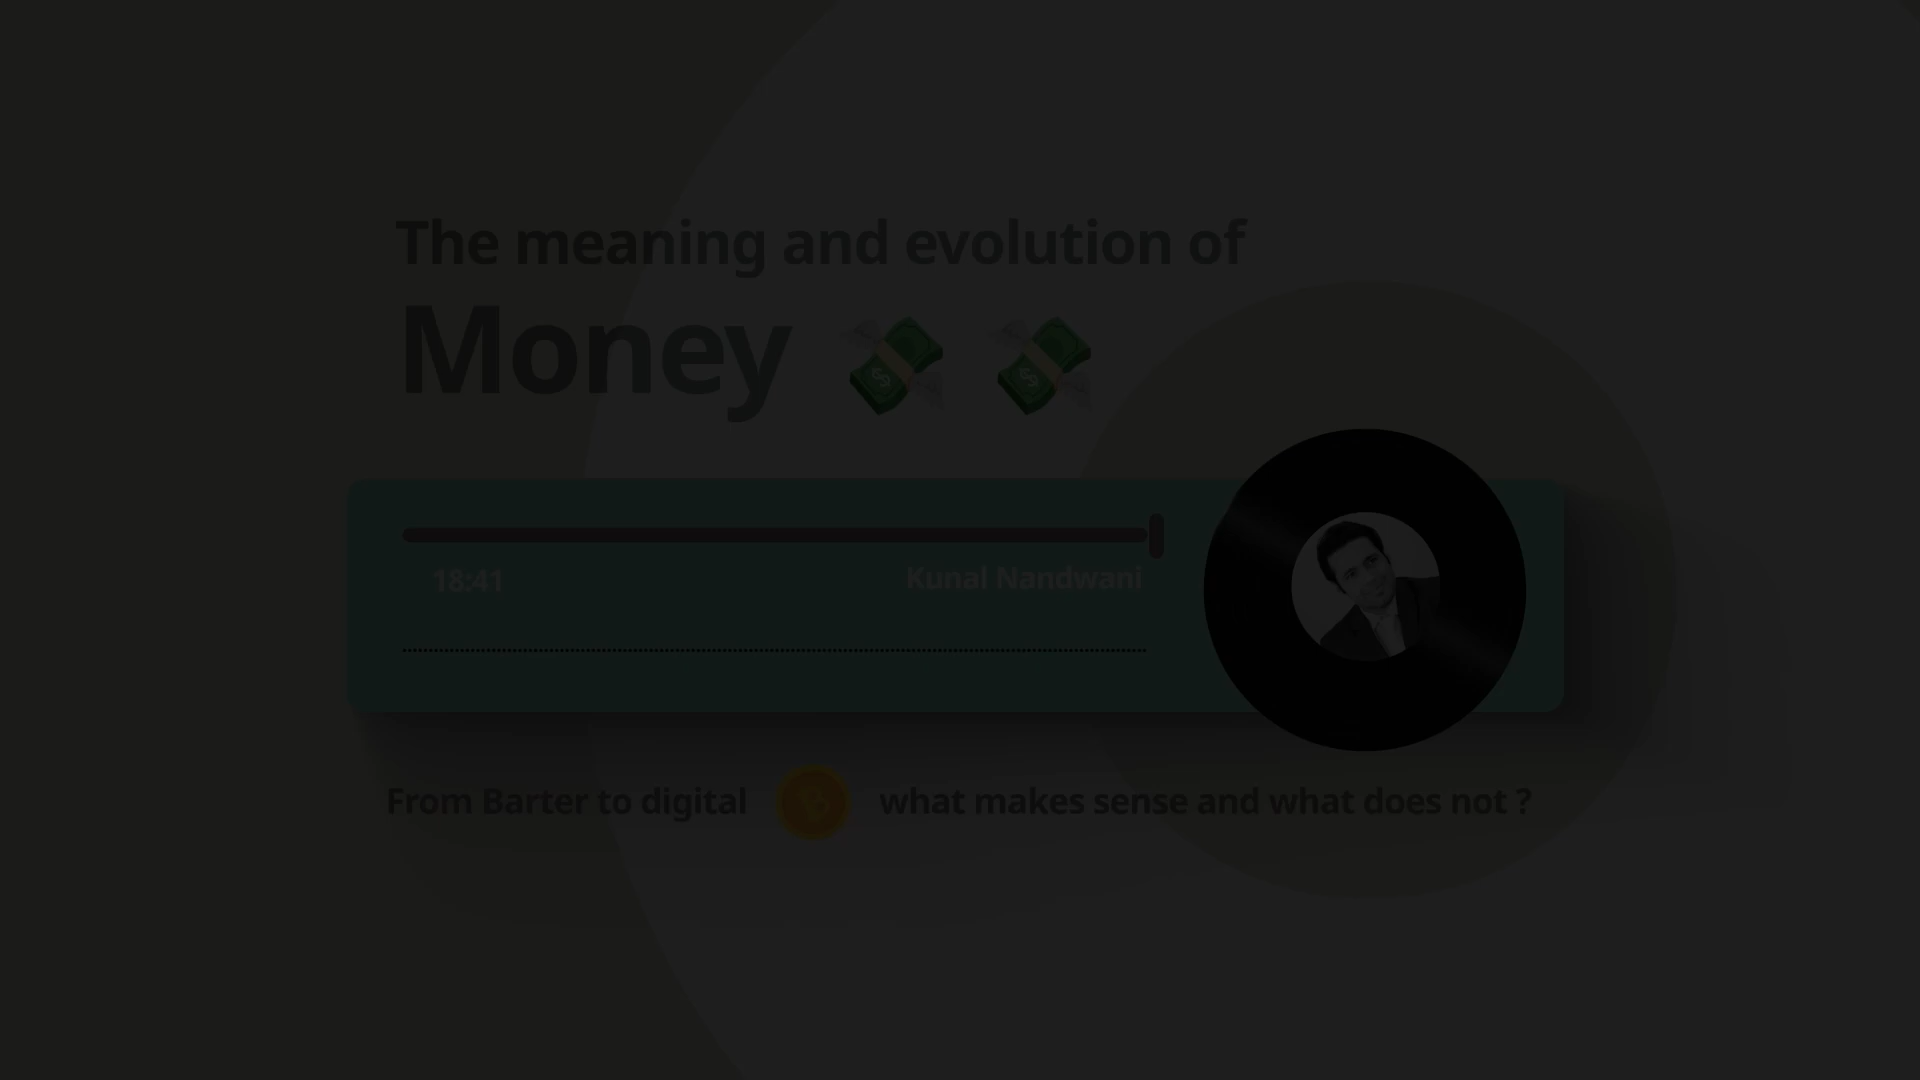 The meaning and evolution of
Money
18:41
Kunal Nandwani
From Barter to digital
what makes sense and what does not ?